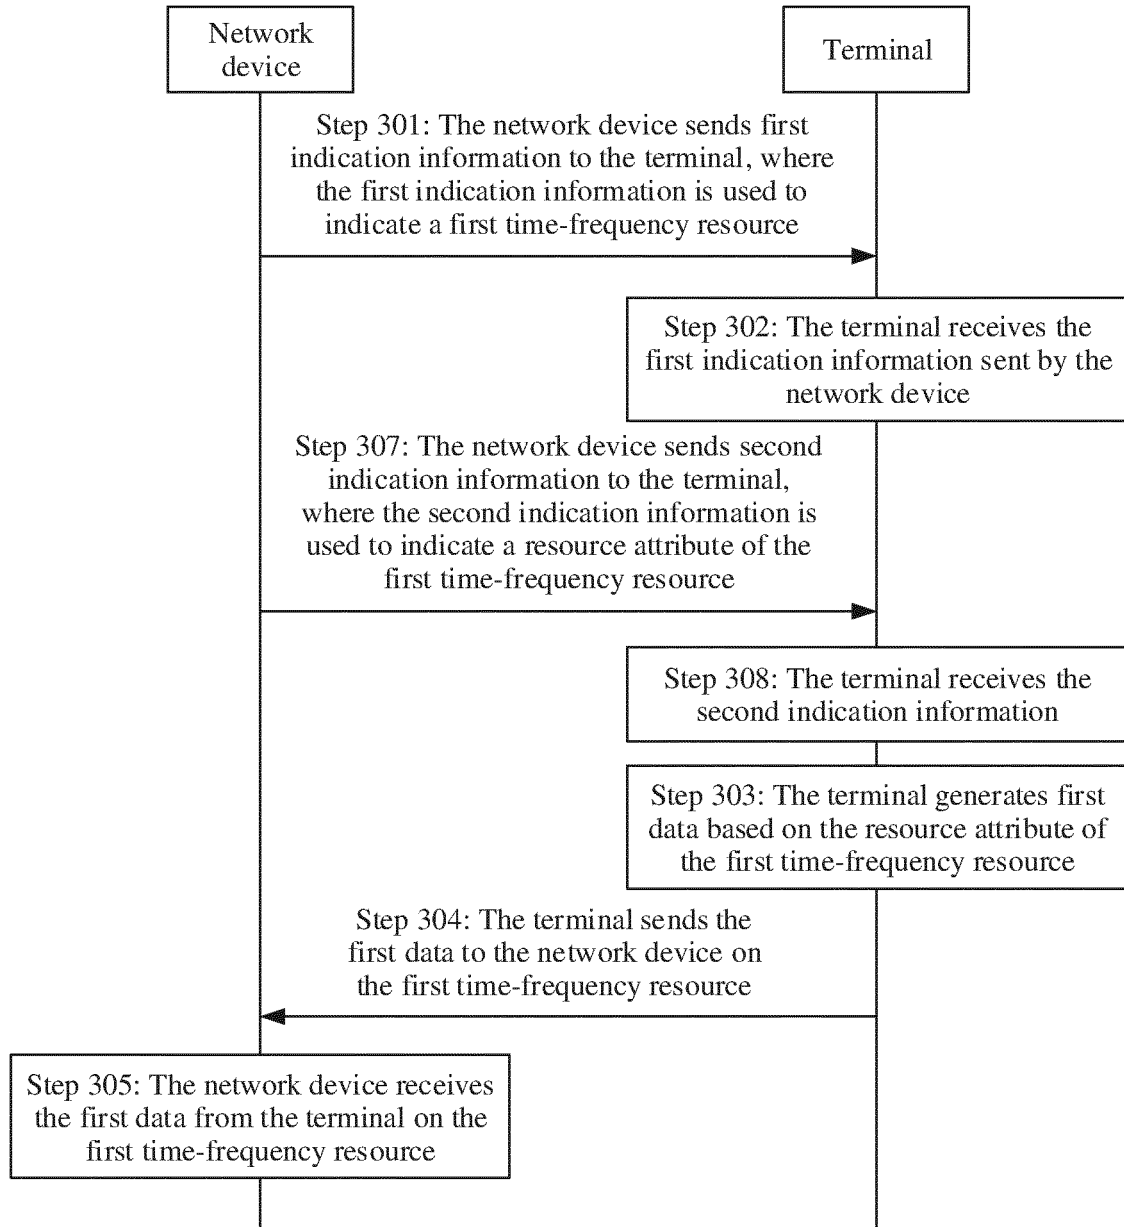 Network
device
Terminal
Step 301: The network device sends first
indication information to the terminal, where
the first indication information is used to
indicate a first time-frequency resource
Step 302: The terminal receives the
first indication information sent by the
network device
Step 307: The network device sends second
indication information to the terminal,
where the second indication information is
used to indicate a resource attribute of the
first time-frequency resource
Step 308: The terminal receives the
second indication information
Step 303: The terminal generates first
data based on the resource attribute of
the first time-frequency resource
Step 304: The terminal sends the
first data to the network device on
the first time-frequency resource
Step 305: The network device receives
the first data from the terminal on the
first time-frequency resource